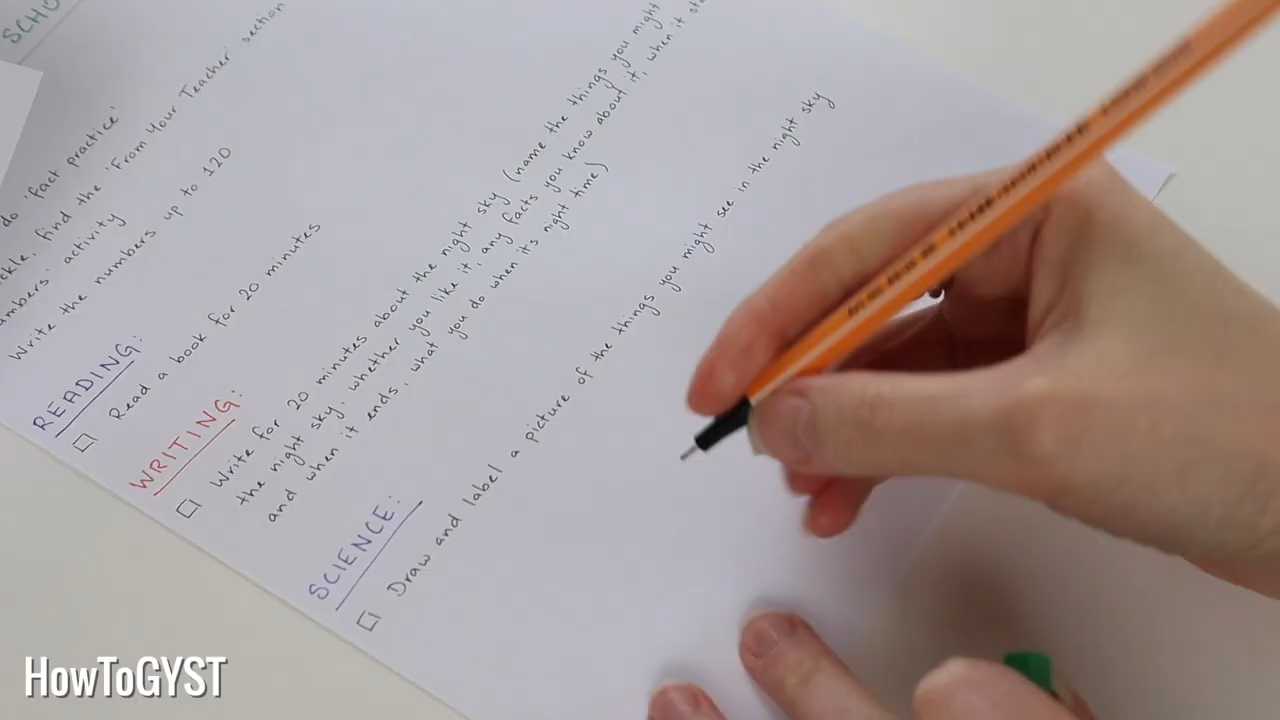 SCHO
do 'fact practice'
find the 'From Your Teacher' section
activity
Write the numbers up to 120
READING:
Read a book for 20 minutes
WRITING:
Write for 20 minutes about the night sky (name the things you might
the night sky, whether you like it, any facts you know about it, when it
and when it ends, what you do when it's night time)
SCIENCE:
Draw and label a picture of the things you might see in the night sky
HowToGYST